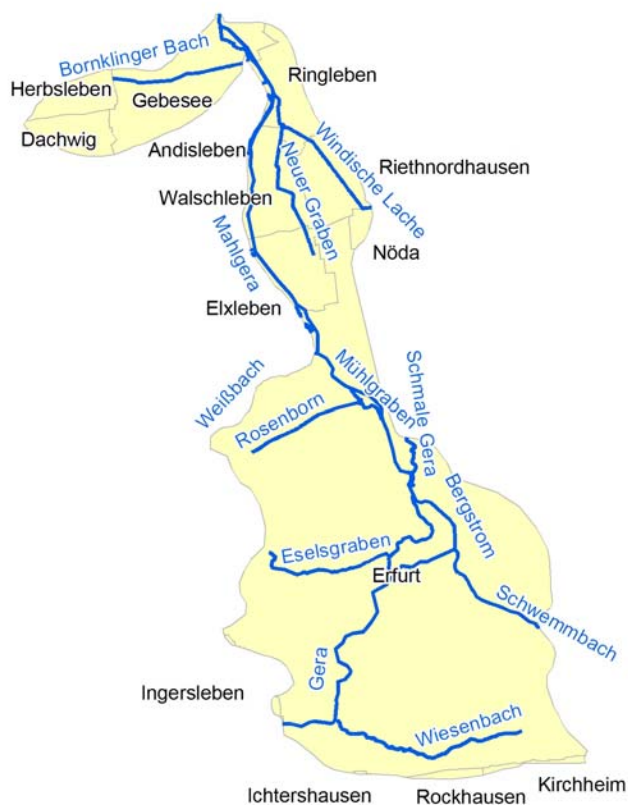 Bornklinger Bach
Ringleben
Herbsleben
Gebesee
Dachwig
Andisleben
Windische Lache
Riethnordhausen
Neuer Graben
Walschleben
Mahlgera
Nöda
Elxleben
Mühlgraben
Schmale Gera
Weißbach
Rosenborn
Bergstrom
Eselsgraben
Erfurt
Schwemmbach
Gera
Ingersleben
Wiesenbach
Kirchheim
Ichtershausen
Rockhausen